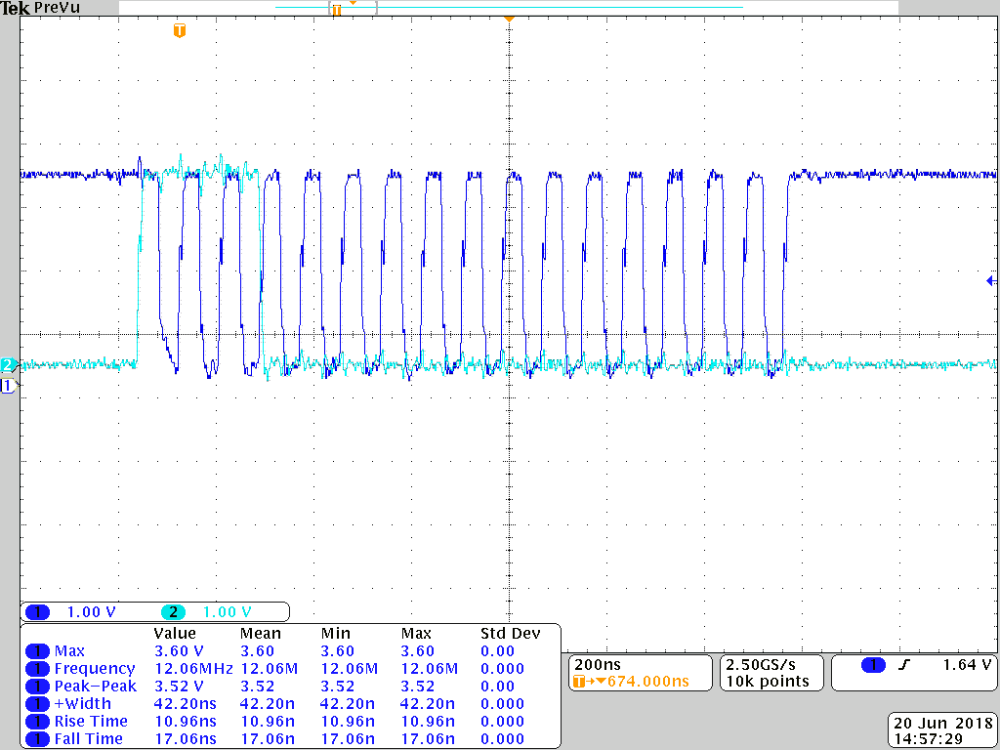 Tek PreVu
T
T
2
1
1 1.00 V 2 1.00 V
Value Mean Min Max Std Dev
1 Max 3.60 V 3.60 3.60 3.60 0.00
1 Frequency 12.06MHz 12.06M 12.06M 12.06M 0.000
1 Peak−Peak 3.52 V 3.52 3.52 3.52 0.00
1 +Width 42.20ns 42.20n 42.20n 42.20n 0.000
1 Rise Time 10.96ns 10.96n 10.96n 10.96n 0.000
1 Fall Time 17.06ns 17.06n 17.06n 17.06n 0.000
200ns
T→▼674.000ns
2.50GS/s
10k points
1 1.64 V
20 Jun 2018
14:57:29